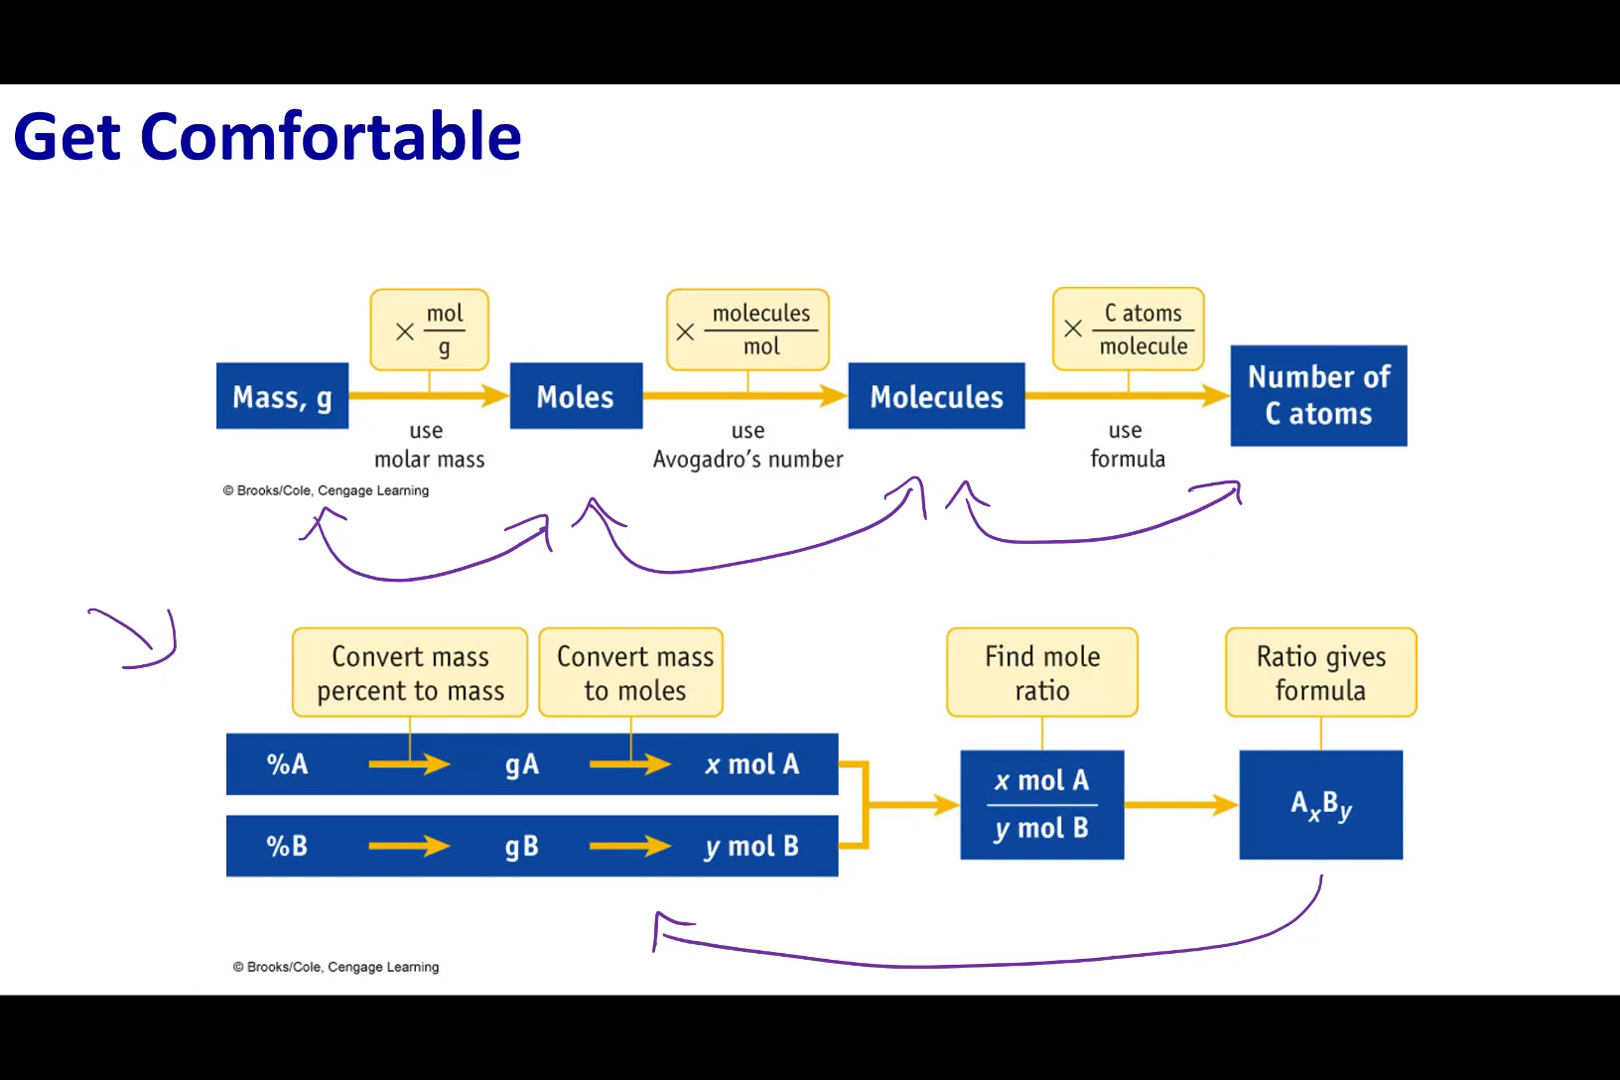 Get Comfortable
× mol/g
× molecules/mol
× C atoms/molecule
Mass, g
Moles
Molecules
Number of
C atoms
use
molar mass
use
Avogadro's number
use
formula
© Brooks/Cole, Cengage Learning
Convert mass
percent to mass
Convert mass
to moles
Find mole
ratio
Ratio gives
formula
%A gA x mol A
%B gB y mol B
x mol A
y mol B
AxBy
© Brooks/Cole, Cengage Learning